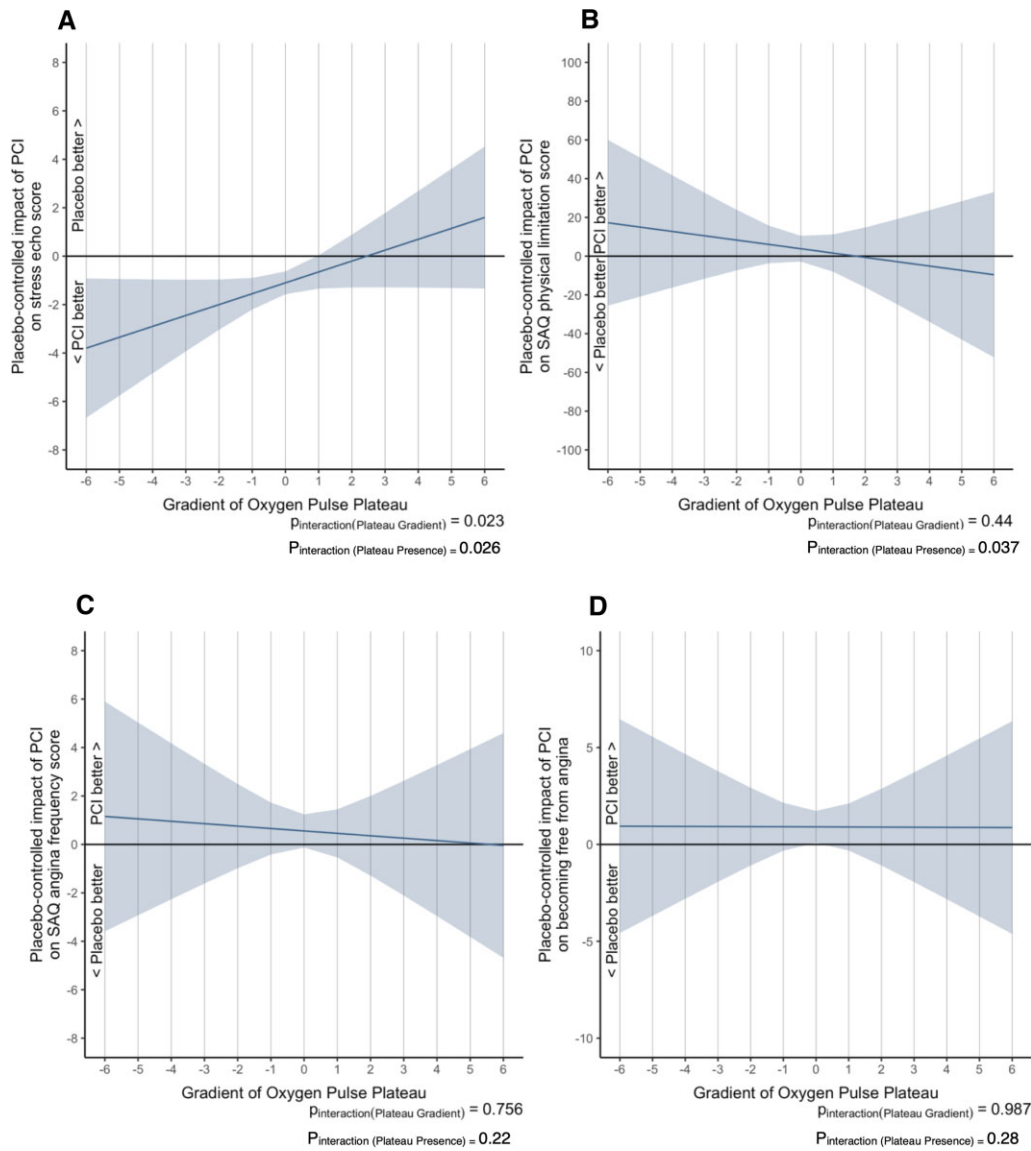 A
Placebo-controlled impact of PCI
on stress echo score
< PCI better
Placebo better >
8
6
4
2
0
-2
-4
-6
-8
-6 -5 -4 -3 -2 -1 0 1 2 3 4 5 6
Gradient of Oxygen Pulse Plateau
pinteraction(Plateau Gradient) = 0.023
Pinteraction (Plateau Presence) = 0.026
B
Placebo-controlled impact of PCI
on SAQ physical limitation score
< Placebo better PCI better >
100
80
60
40
20
0
-20
-40
-60
-80
-100
-6 -5 -4 -3 -2 -1 0 1 2 3 4 5 6
Gradient of Oxygen Pulse Plateau
pinteraction(Plateau Gradient) = 0.44
Pinteraction (Plateau Presence) = 0.037
C
Placebo-controlled impact of PCI
on SAQ angina frequency score
< Placebo better
PCI better >
8
6
4
2
0
-2
-4
-6
-8
-6 -5 -4 -3 -2 -1 0 1 2 3 4 5 6
Gradient of Oxygen Pulse Plateau
pinteraction(Plateau Gradient) = 0.756
Pinteraction (Plateau Presence) = 0.22
D
Placebo-controlled impact of PCI
on becoming free from angina
< Placebo better
PCI better >
10
5
0
-5
-10
-6 -5 -4 -3 -2 -1 0 1 2 3 4 5 6
Gradient of Oxygen Pulse Plateau
pinteraction(Plateau Gradient) = 0.987
Pinteraction (Plateau Presence) = 0.28